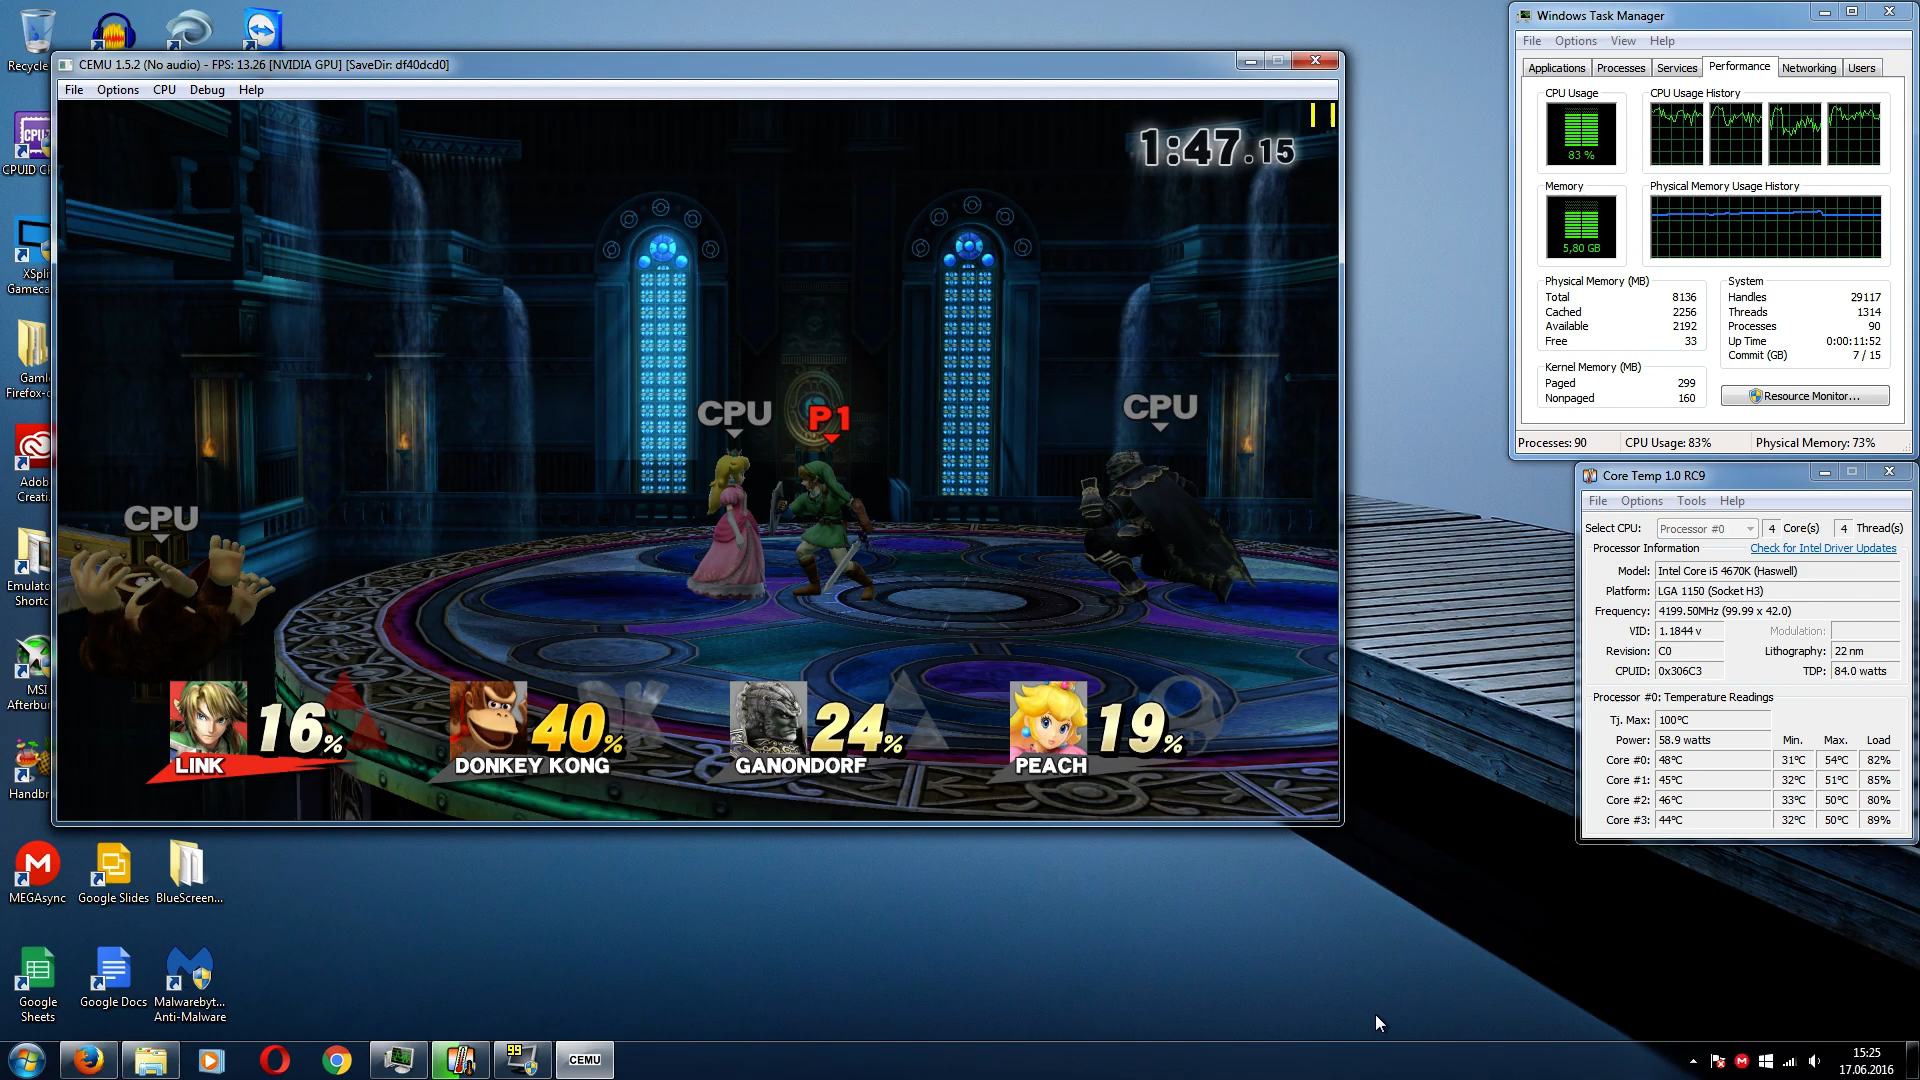 Recycle
CPUID C
XSpli
Gameca
Gaml
Firefox-
Adob
Creati...
Emulato
Shortc
MSI
Afterbu
Handbr
MEGAsync
Google Slides
BlueScreen...
Google
Sheets
Google Docs
Malwarebyt...
Anti-Malware
CEMU 1.5.2 (No audio) - FPS: 13.26 [NVIDIA GPU] [SaveDir: df40dcd0]
File Options CPU Debug Help
1:47.15
CPU
P1
CPU
CPU
16%
LINK
40%
DONKEY KONG
24%
GANONDORF
19%
PEACH
Windows Task Manager
File Options View Help
Applications Processes Services Performance Networking Users
CPU Usage
CPU Usage History
83 %
Memory
Physical Memory Usage History
5,80 GB
Physical Memory (MB)
Total 8136
Cached 2256
Available 2192
Free 33
System
Handles 29117
Threads 1314
Processes 90
Up Time 0:00:11:52
Commit (GB) 7 / 15
Kernel Memory (MB)
Paged 299
Nonpaged 160
Resource Monitor...
Processes: 90 CPU Usage: 83% Physical Memory: 73%
Core Temp 1.0 RC9
File Options Tools Help
Select CPU: Processor #0 4 Core(s) 4 Thread(s)
Processor Information Check for Intel Driver Updates
Model: Intel Core i5 4670K (Haswell)
Platform: LGA 1150 (Socket H3)
Frequency: 4199.50MHz (99.99 x 42.0)
VID: 1.1844 v Modulation:
Revision: C0 Lithography: 22 nm
CPUID: 0x306C3 TDP: 84.0 watts
Processor #0: Temperature Readings
Tj. Max: 100°C
Power: 58.9 watts Min. Max. Load
Core #0: 48°C 31°C 54°C 82%
Core #1: 45°C 32°C 51°C 85%
Core #2: 46°C 33°C 50°C 80%
Core #3: 44°C 32°C 50°C 89%
99
CEMU
15:25
17.06.2016